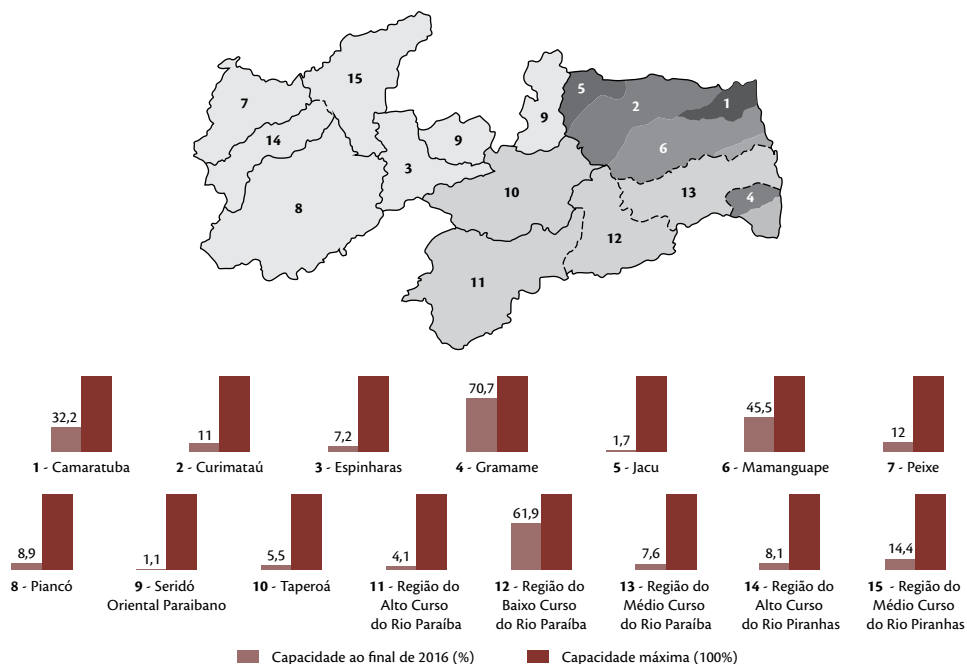 15
7
5
2
1
9
14
9
6
3
10
13
4
8
12
11
32,2
11
7,2
70,7
1,7
45,5
12
1 - Camaratuba
2 - Curimataú
3 - Espinharas
4 - Gramame
5 - Jacu
6 - Mamanguape
7 - Peixe
8,9
1,1
5,5
4,1
61,9
7,6
8,1
14,4
8 - Piancó
9 - Seridó
Oriental Paraibano
10 - Taperoá
11 - Região do
Alto Curso
do Rio Paraíba
12 - Região do
Baixo Curso
do Rio Paraíba
13 - Região do
Médio Curso
do Rio Paraíba
14 - Região do
Alto Curso
do Rio Piranhas
15 - Região do
Médio Curso
do Rio Piranhas
Capacidade ao final de 2016 (%)
Capacidade máxima (100%)